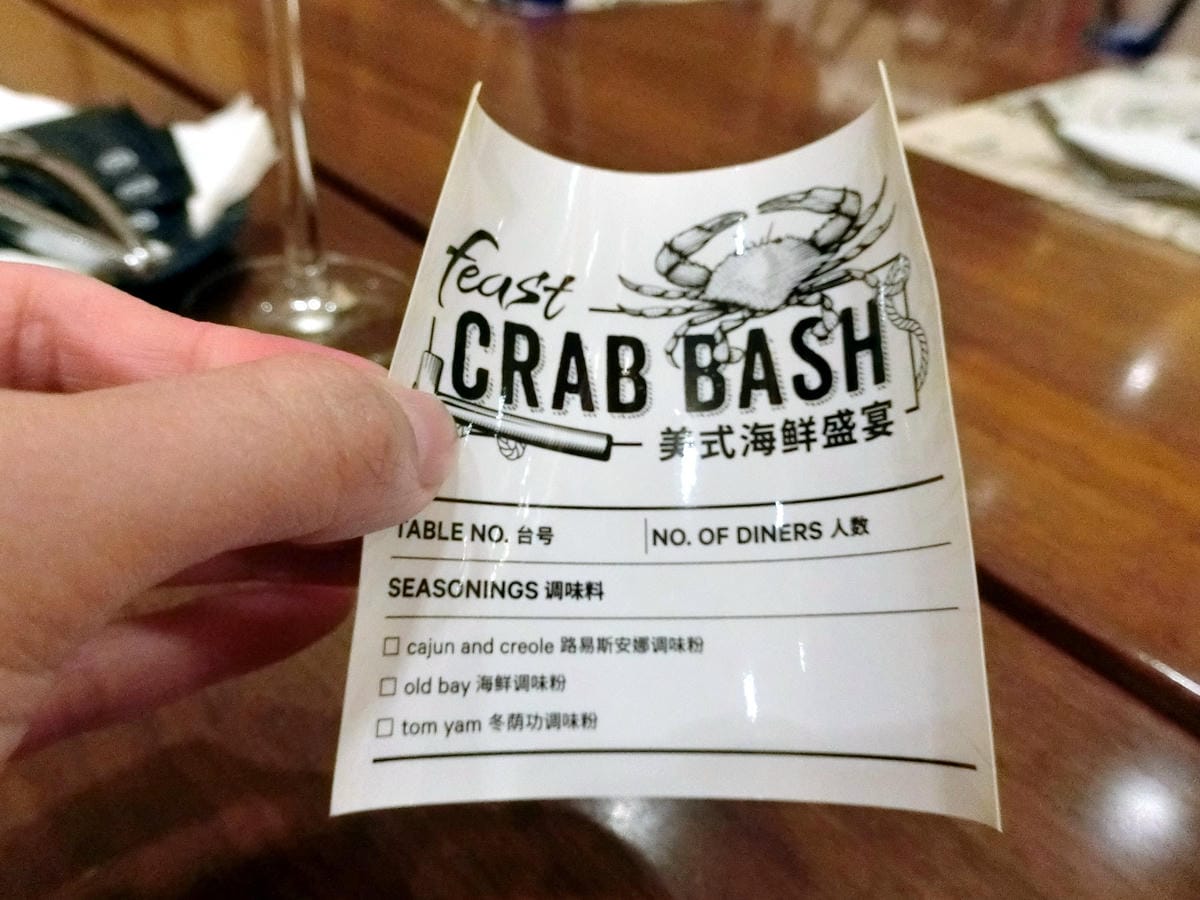 feast
CRAB BASH
美式海鲜盛宴
TABLE NO. 台号
NO. OF DINERS 人数
SEASONINGS 调味料
cajun and creole 路易斯安娜调味粉
old bay 海鲜调味粉
tom yam 冬荫功调味粉